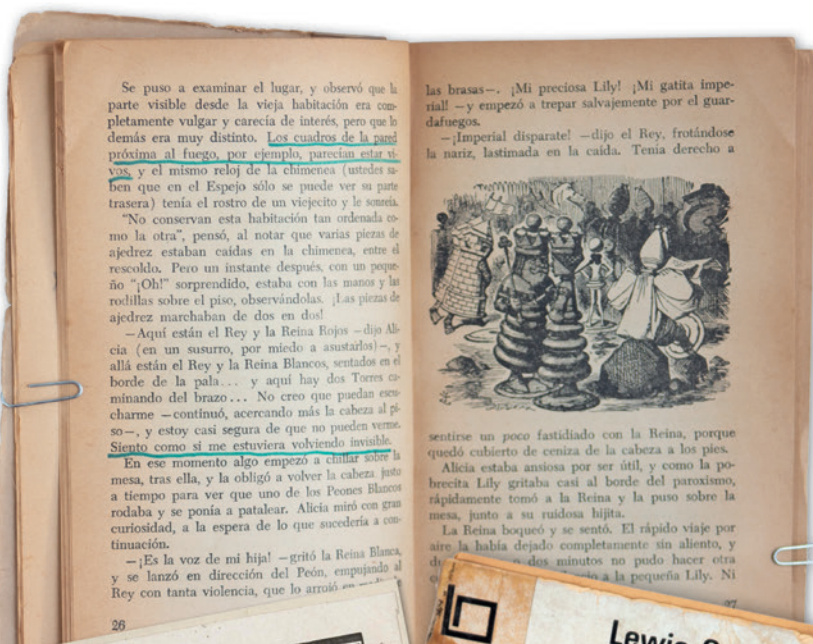 Se puso a examinar el lugar, y observó que la
parte visible desde la vieja habitación era com-
pletamente vulgar y carecía de interés, pero que lo
demás era muy distinto. Los cuadros de la pared
próxima al fuego, por ejemplo, parecían estar vi-
vos, y el mismo reloj de la chimenea (ustedes sa-
ben que en el Espejo sólo se puede ver su parte
trasera) tenía el rostro de un viejecito y le sonreía.
"No conservan esta habitación tan ordenada co-
mo la otra", pensó, al notar que varias piezas de
ajedrez estaban caídas en la chimenea, entre el
rescoldo. Pero un instante después, con un peque-
ño "¡Oh!" sorprendido, estaba con las manos y las
rodillas sobre el piso, observándolas. ¡Las piezas de
ajedrez marchaban de dos en dos!
—Aquí están el Rey y la Reina Rojos —dijo Ali-
cia (en un susurro, por miedo a asustarlos)—, y
allá están el Rey y la Reina Blancos, sentados en el
borde de la pala... y aquí hay dos Torres ca-
minando del brazo... No creo que puedan escu-
charme —continuó, acercando más la cabeza al pi-
so—, y estoy casi segura de que no pueden verme.
Siento como si me estuviera volviendo invisible.
En ese momento algo empezó a chillar sobre la
mesa, tras ella, y la obligó a volver la cabeza justo
a tiempo para ver que uno de los Peones Blancos
rodaba y se ponía a patalear. Alicia miró con gran
curiosidad, a la espera de lo que sucedería a con-
tinuación.
—¡Es la voz de mi hija! —gritó la Reina Blanca,
y se lanzó en dirección del Peón, empujando al
Rey con tanta violencia, que lo arrojó
26
las brasas—. ¡Mi preciosa Lily! ¡Mi gatita impe-
rial! —y empezó a trepar salvajemente por el guar-
dafuegos.
—¡Imperial disparate! —dijo el Rey, frotándose
la nariz, lastimada en la caída. Tenía derecho a
sentirse un poco fastidiado con la Reina, porque
quedó cubierto de ceniza de la cabeza a los pies.
Alicia estaba ansiosa por ser útil, y como la po-
brecita Lily gritaba casi al borde del paroxismo,
rápidamente tomó a la Reina y la puso sobre la
mesa, junto a su ruidosa hijita.
La Reina boqueó y se sentó. El rápido viaje por
aire la había dejado completamente sin aliento, y
dos minutos no pudo hacer otra
a la pequeña Lily. Ni
Lewis